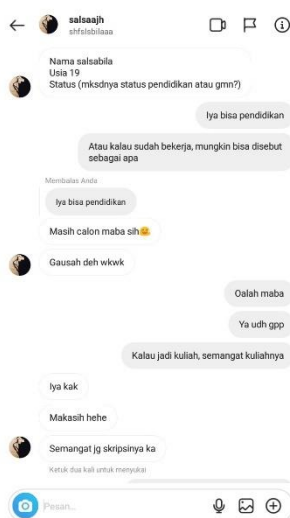 salsaajh
shfslsbilaaa
Nama salsabila
Usia 19
Status (mksdnya status pendidikan atau gmn?)
Iya bisa pendidikan
Atau kalau sudah bekerja, mungkin bisa disebut
sebagai apa
Membalas Anda
Iya bisa pendidikan
Masih calon maba sih
Gausah deh wkwk
Oalah maba
Ya udh gpp
Kalau jadi kuliah, semangat kuliahnya
Iya kak
Makasih hehe
Semangat jg skripsinya ka
Ketuk dua kali untuk menyukai
Pesan...